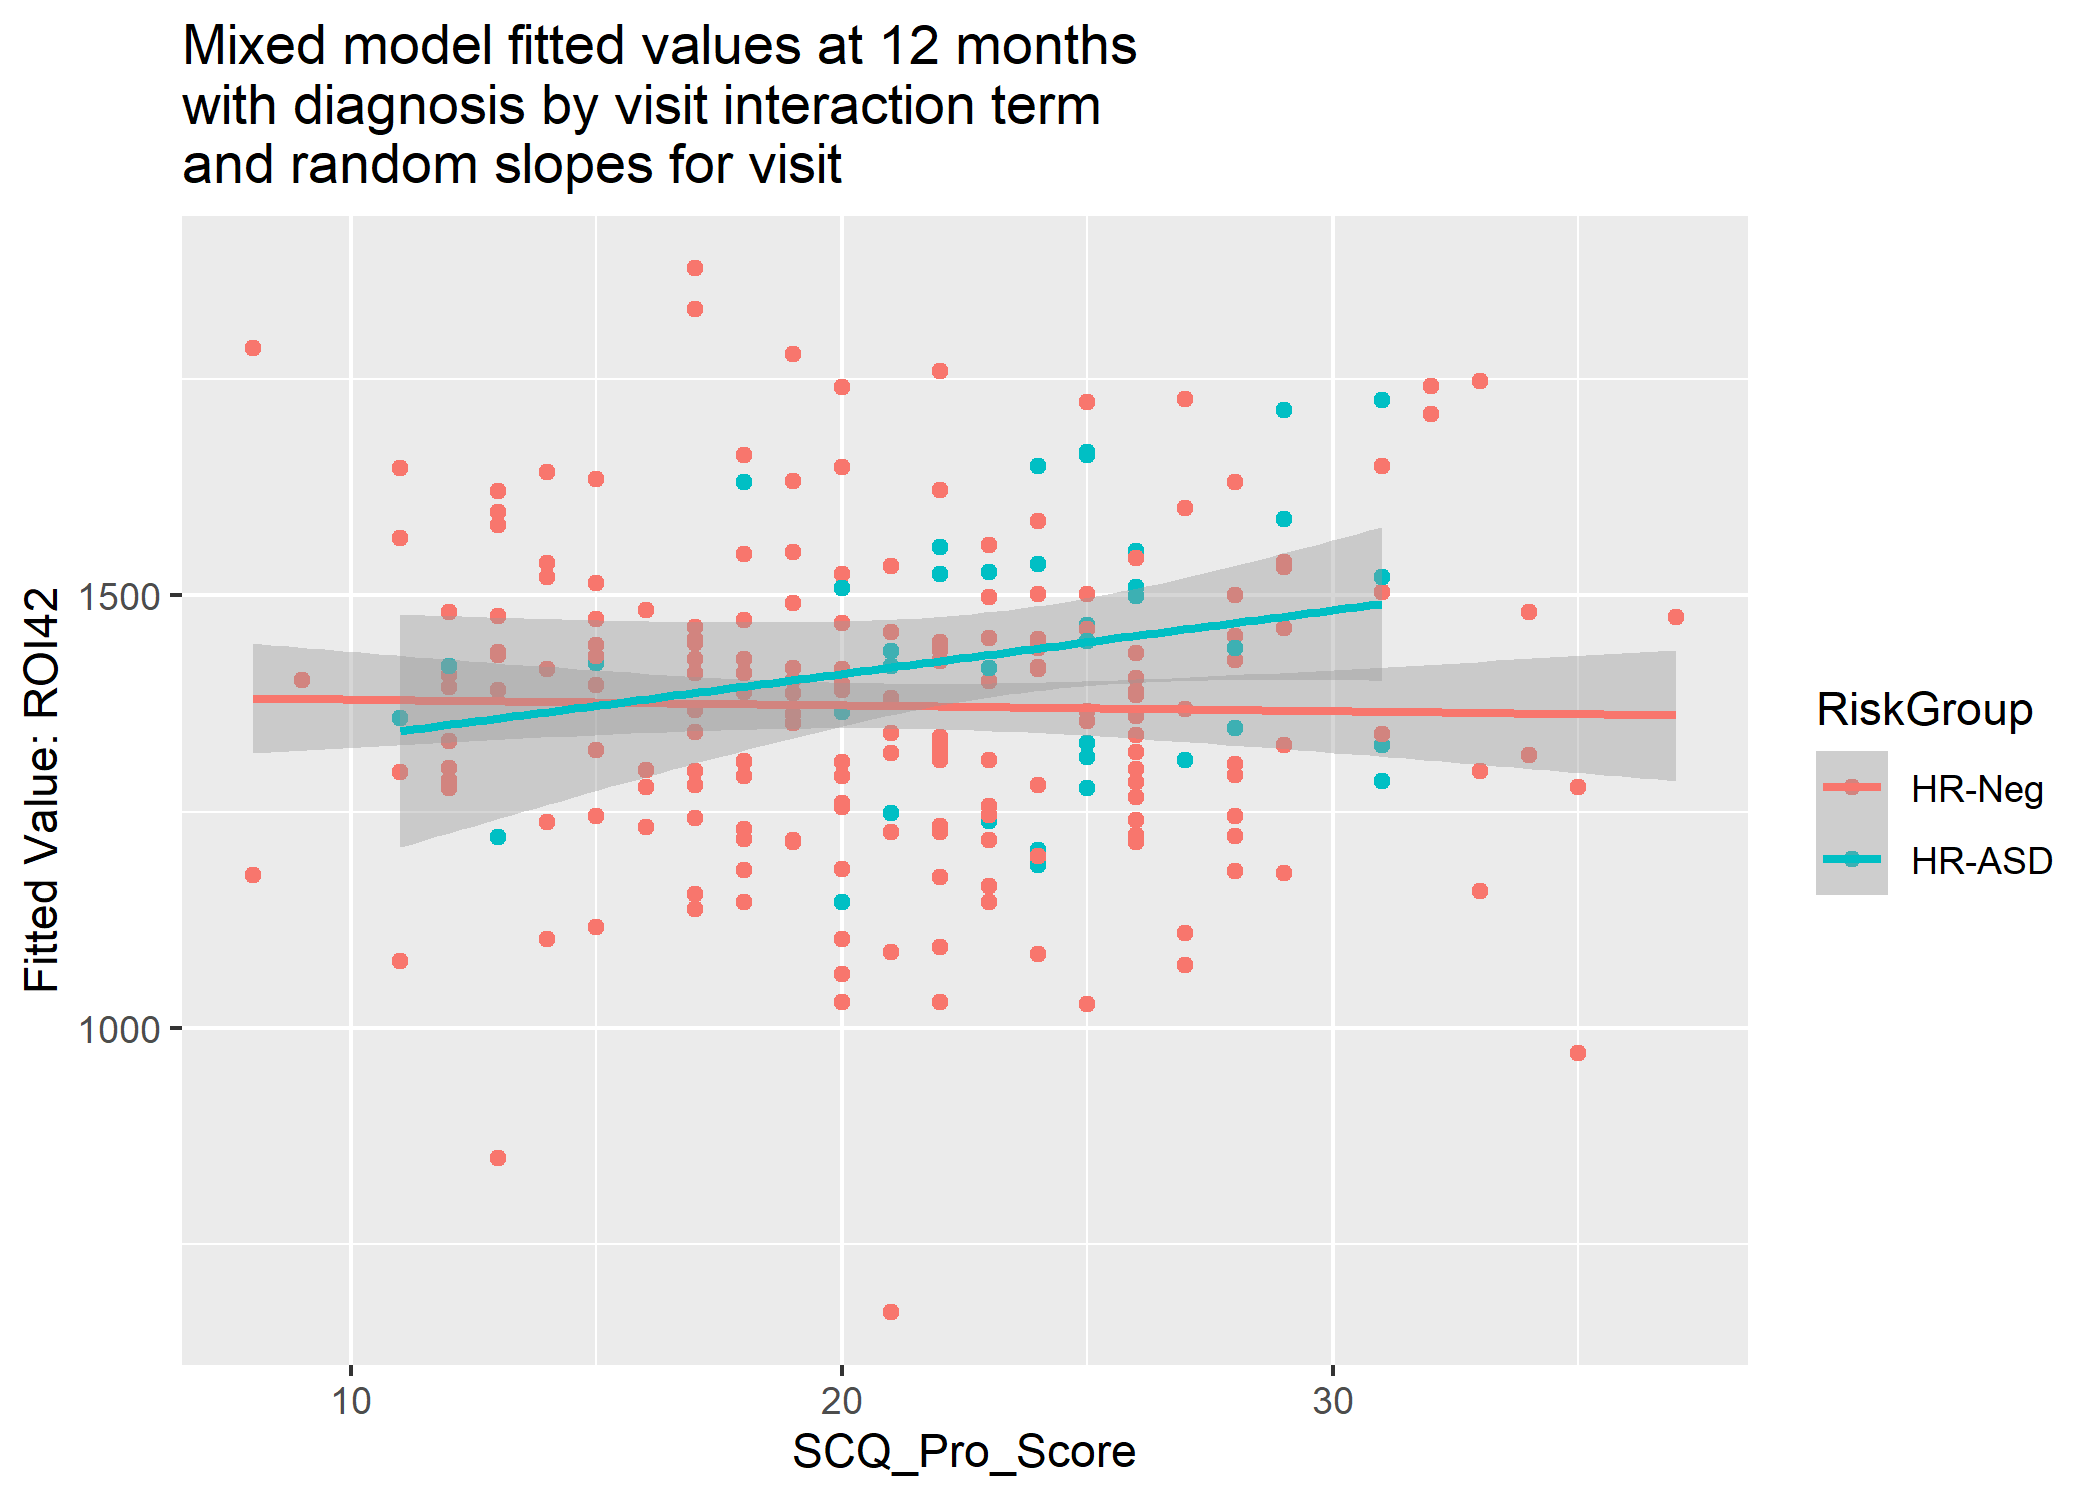 Mixed model fitted values at 12 months
with diagnosis by visit interaction term
and random slopes for visit
Fitted Value: ROI42
1500
1000
10
20
30
SCQ_Pro_Score
RiskGroup
HR-Neg
HR-ASD